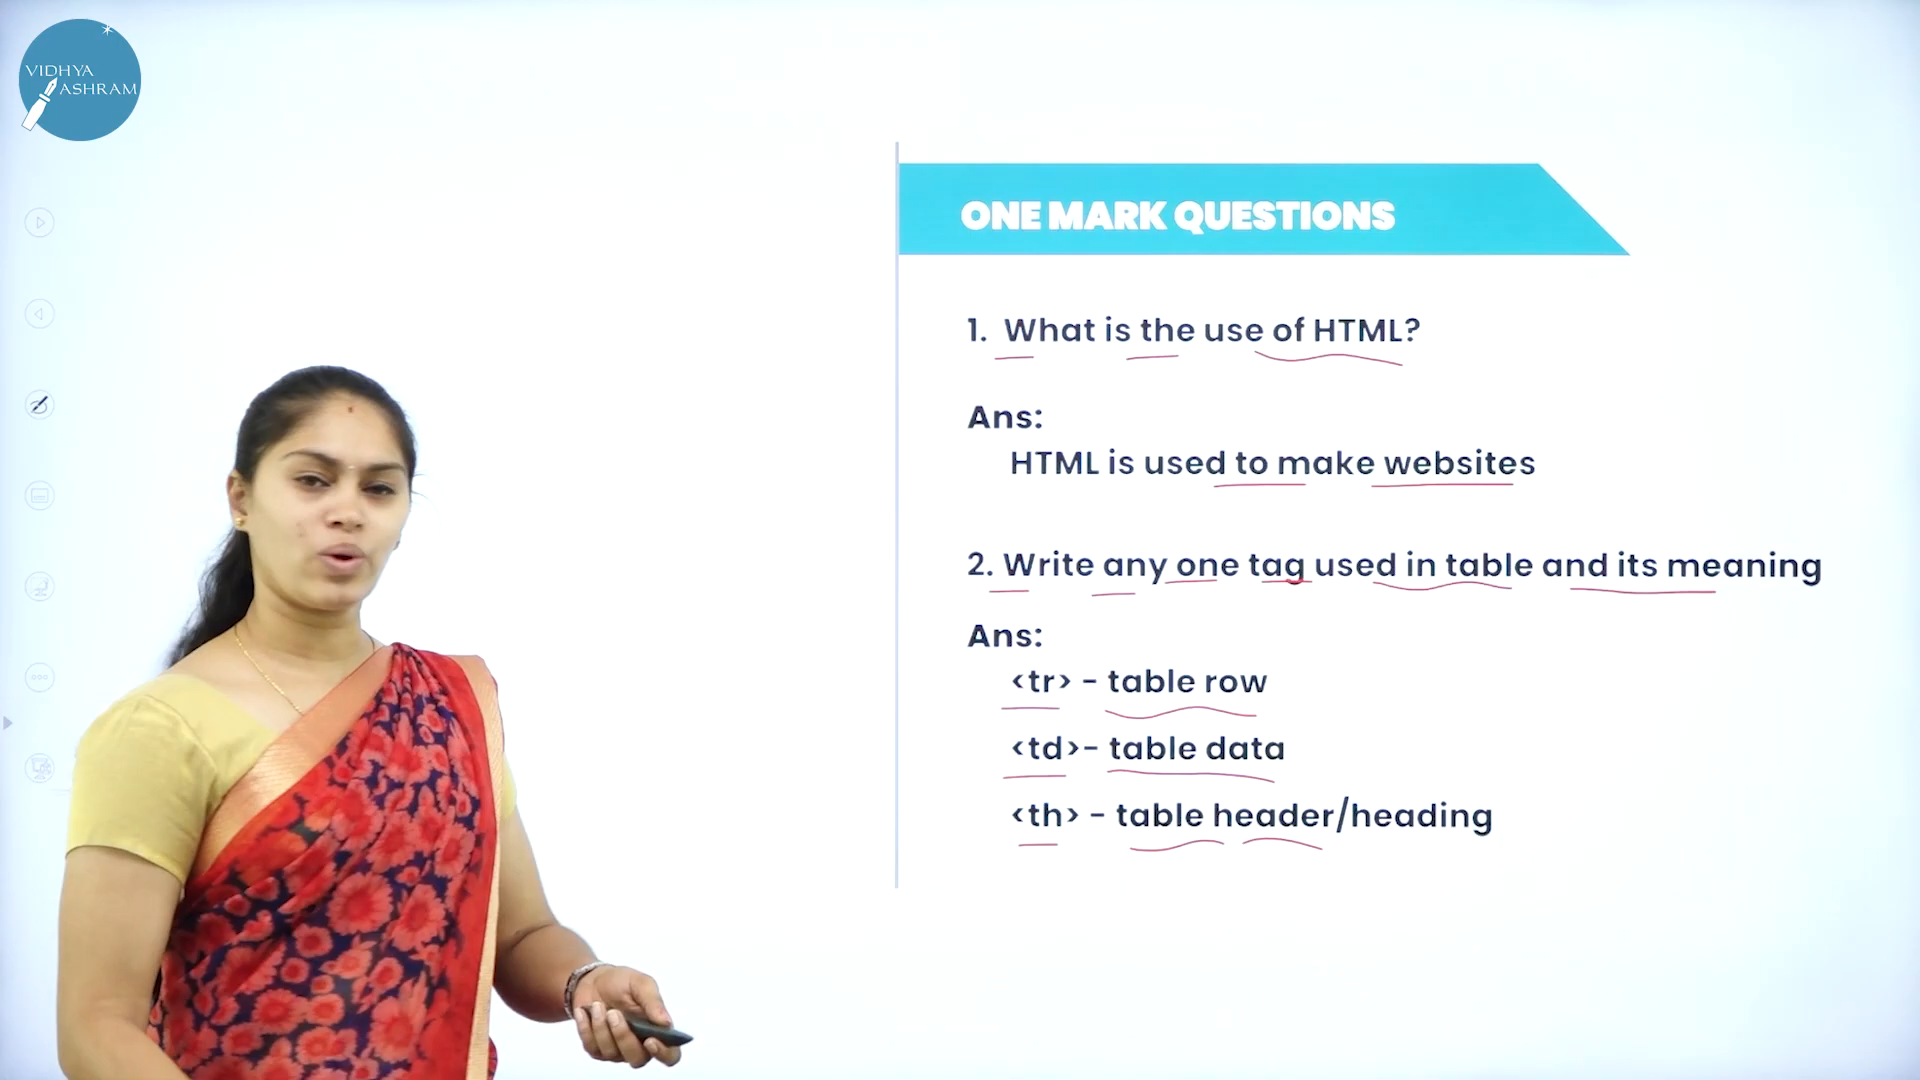 VIDHYA
ASHRAM
ONE MARK QUESTIONS
1. What is the use of HTML?
Ans:
HTML is used to make websites
2. Write any one tag used in table and its meaning
Ans:
<tr> - table row
<td>- table data
<th> - table header/heading